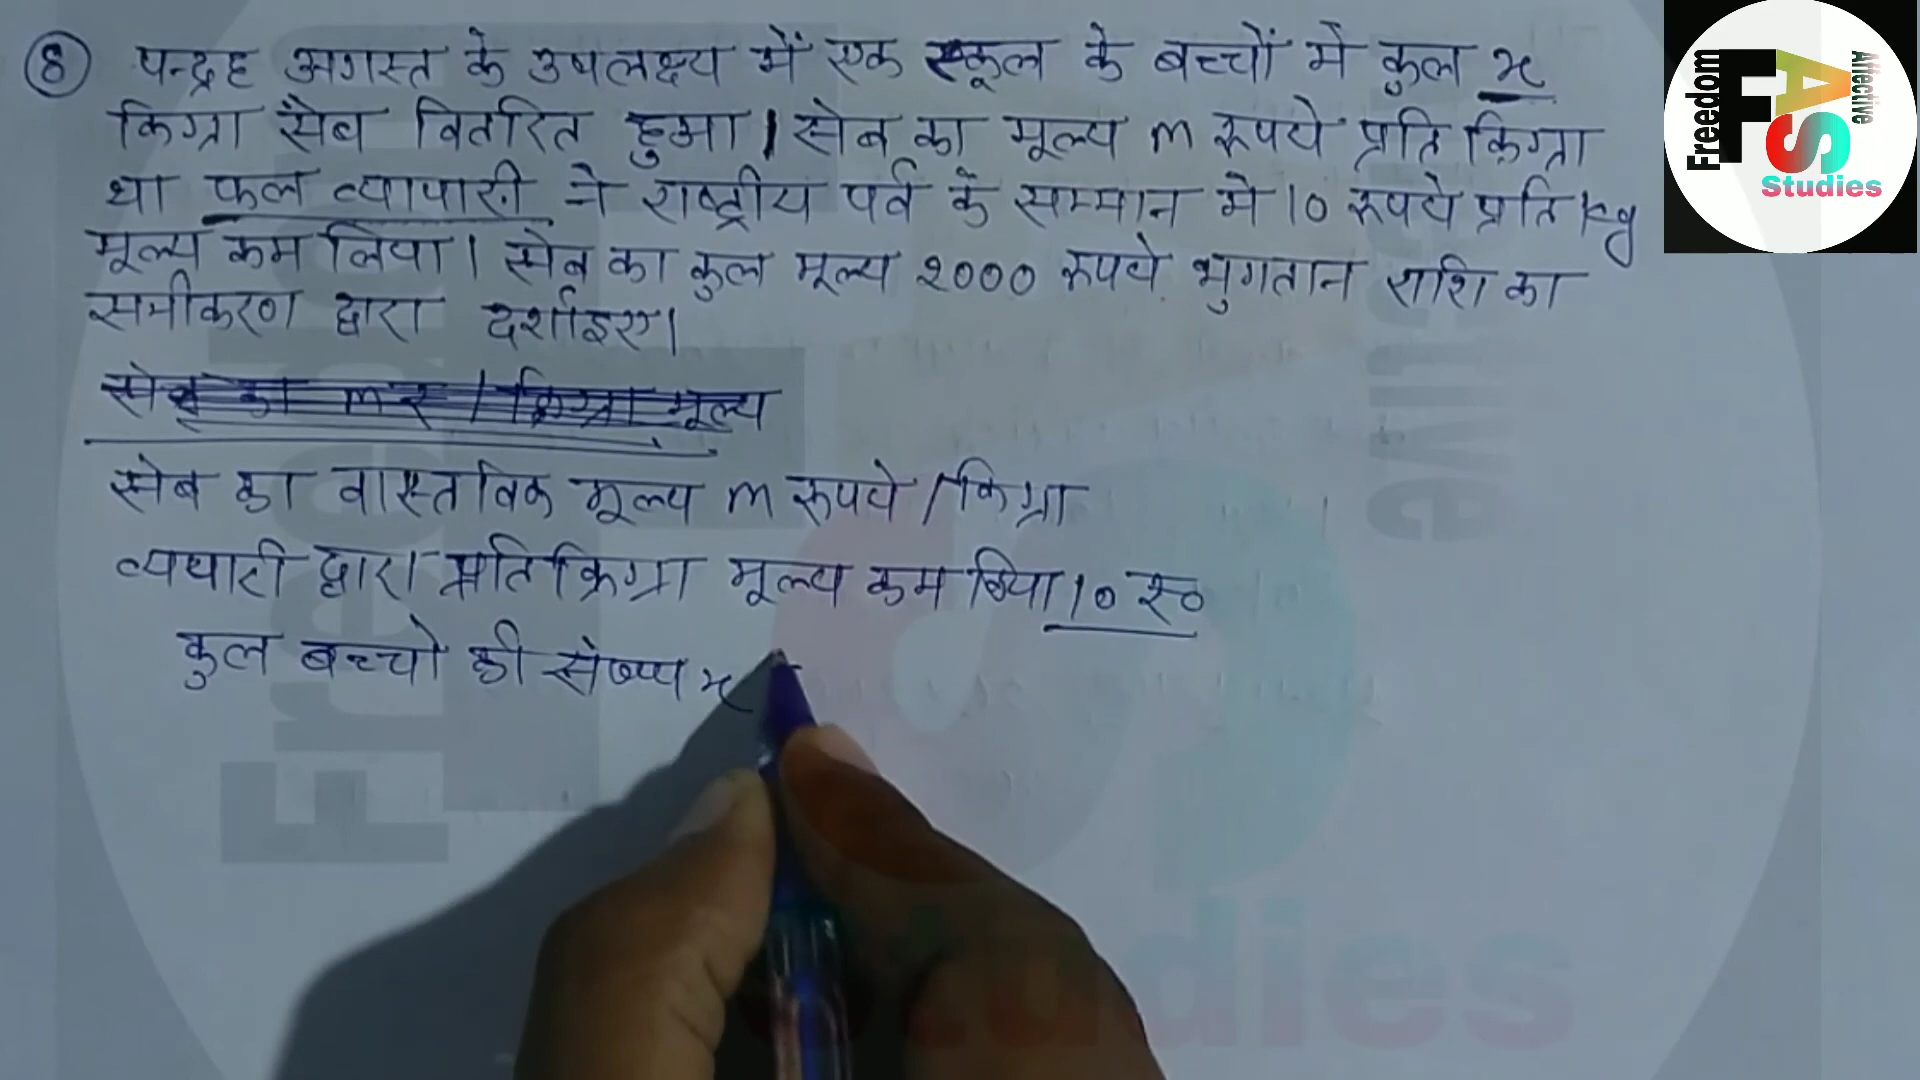 8 पन्द्रह अगस्त के उपलक्ष्य में एक स्कूल के बच्चों मे कुल x
किग्रा सेब वितरित हुआ। सेब का मूल्य m रूपये प्रति किग्रा
था फल व्यापारी ने राष्ट्रीय पर्व के सम्मान मे 10 रूपये प्रति kg
मूल्य कम लिया। सेब का कुल मूल्य 2000 रूपये भुगतान राशि का
समीकरण द्वारा दर्शाइए।
सेब का m रू / किग्रा मूल्य
सेब का वास्तविक मूल्य m रूपये / किग्रा
व्यपारी द्वारा प्रति किग्रा मूल्य कम लिया 10 रू०
कुल बच्चो की x
Freedom
FAS
Affective
Studies